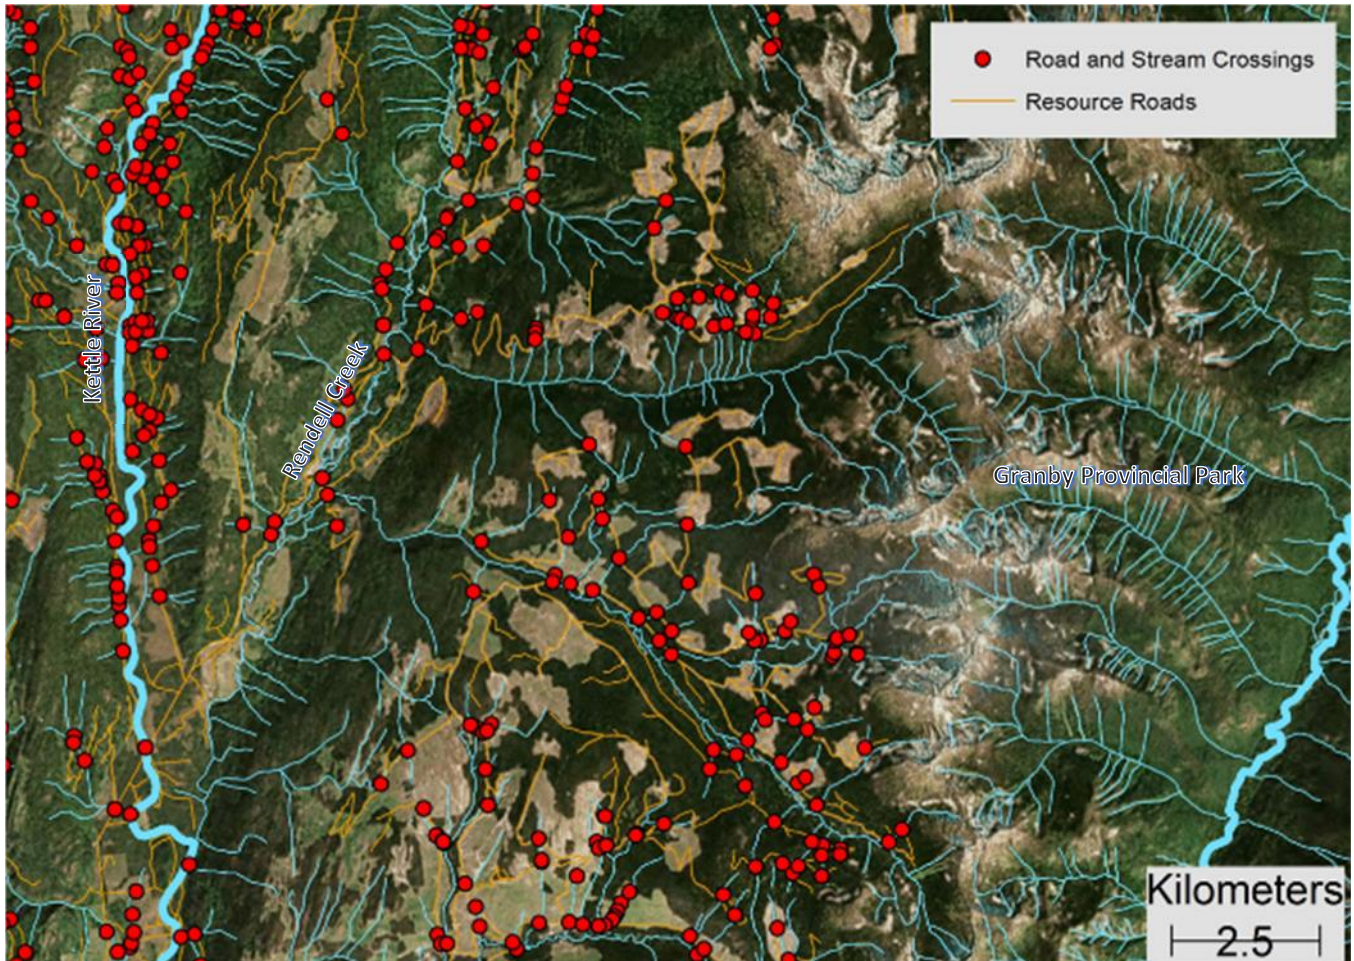 Road and Stream Crossings
Resource Roads
Kettle River
Rendell Creek
Granby Provincial Park
Kilometers
2.5